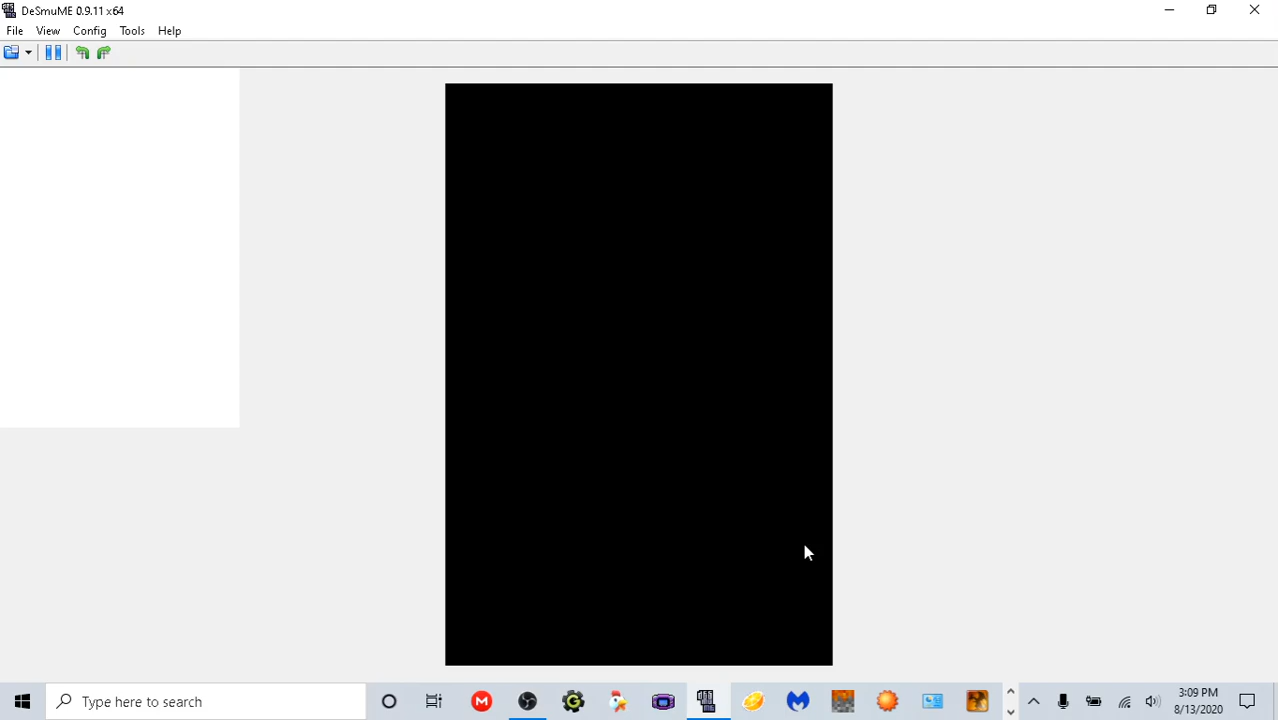 DeSmuME 0.9.11 x64
File View Config Tools Help
Type here to search
3:09 PM
8/13/2020